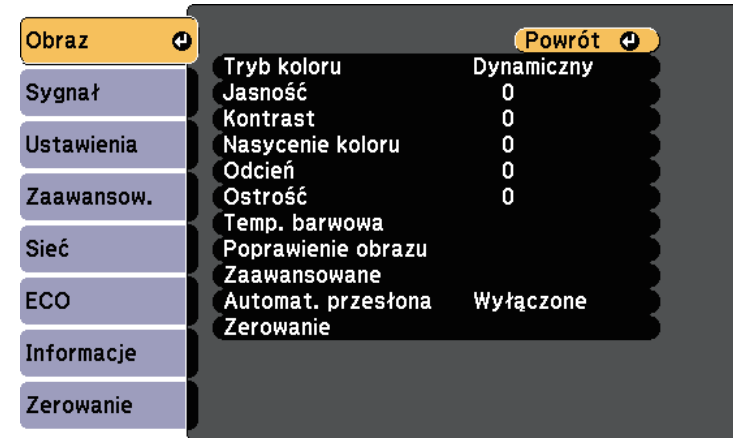 Obraz
Sygnał
Ustawienia
Zaawansow.
Sieć
ECO
Informacje
Zerowanie
Powrót
Tryb koloru Dynamiczny
Jasność 0
Kontrast 0
Nasycenie koloru 0
Odcień 0
Ostrość 0
Temp. barwowa
Poprawienie obrazu
Zaawansowane
Automat. przesłona Wyłączone
Zerowanie